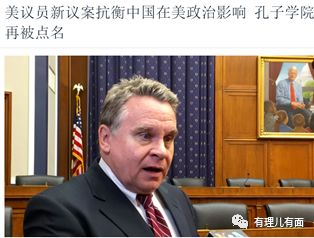 美议员新议案抗衡中国在美政治影响 孔子学院
再被点名
有理儿有面